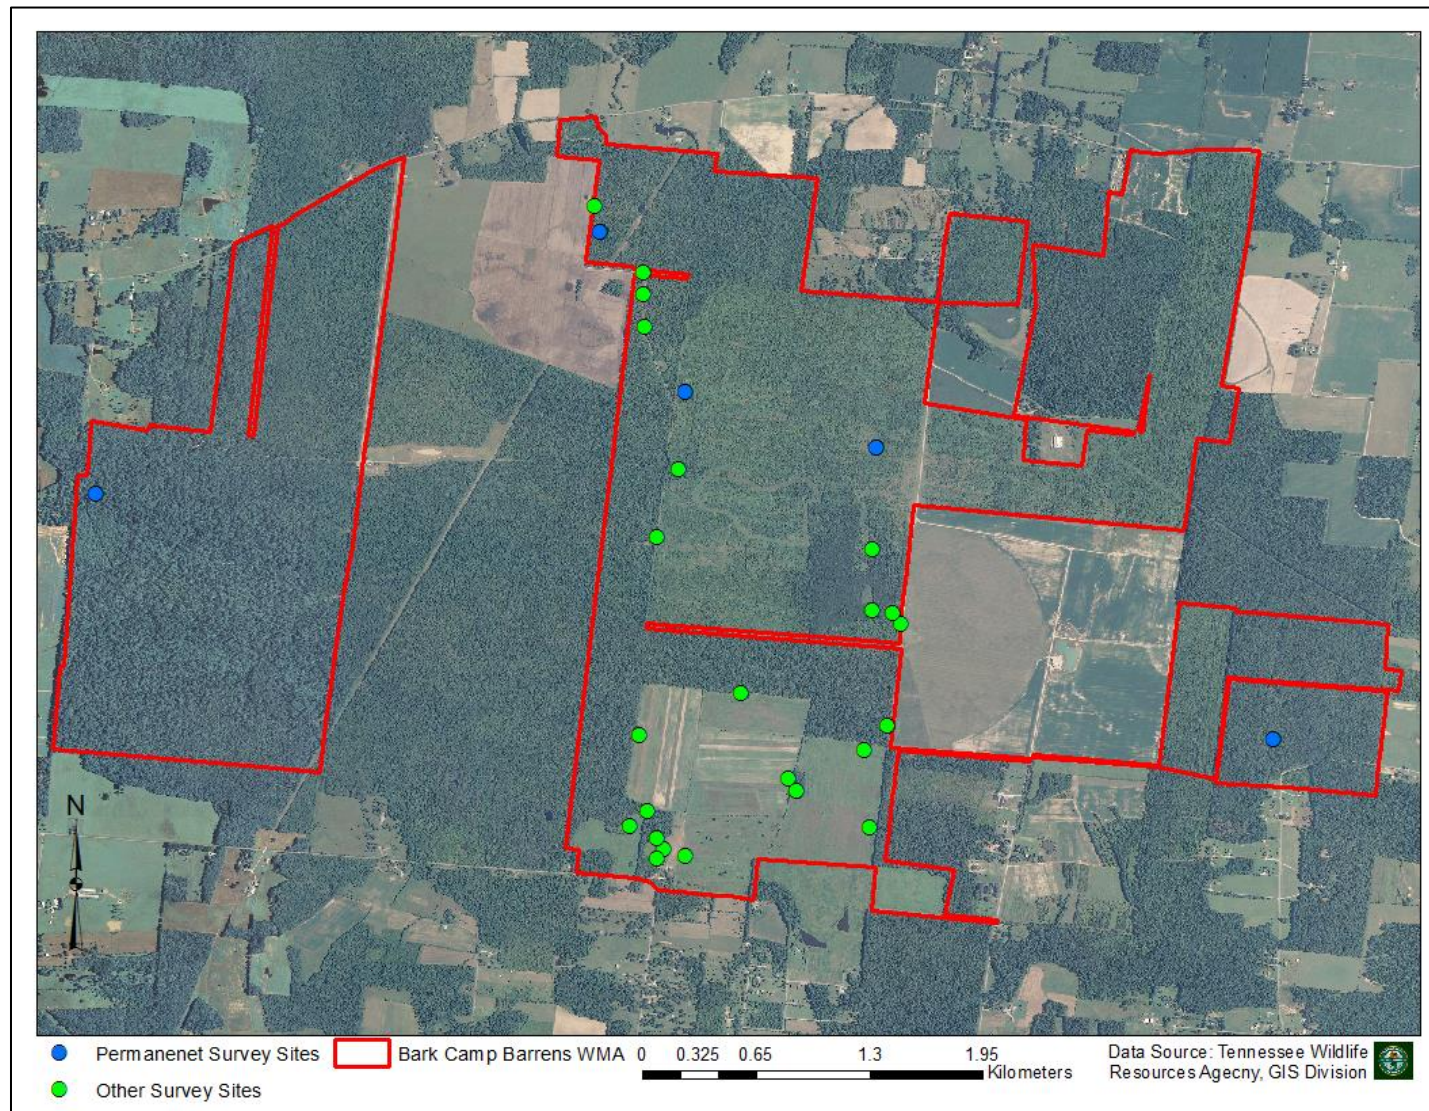 N
Permanenet Survey Sites
Bark Camp Barrens WMA
0 0.325 0.65 1.3 1.95
Kilometers
Data Source: Tennessee Wildlife
Resources Agecny, GIS Division
Other Survey Sites